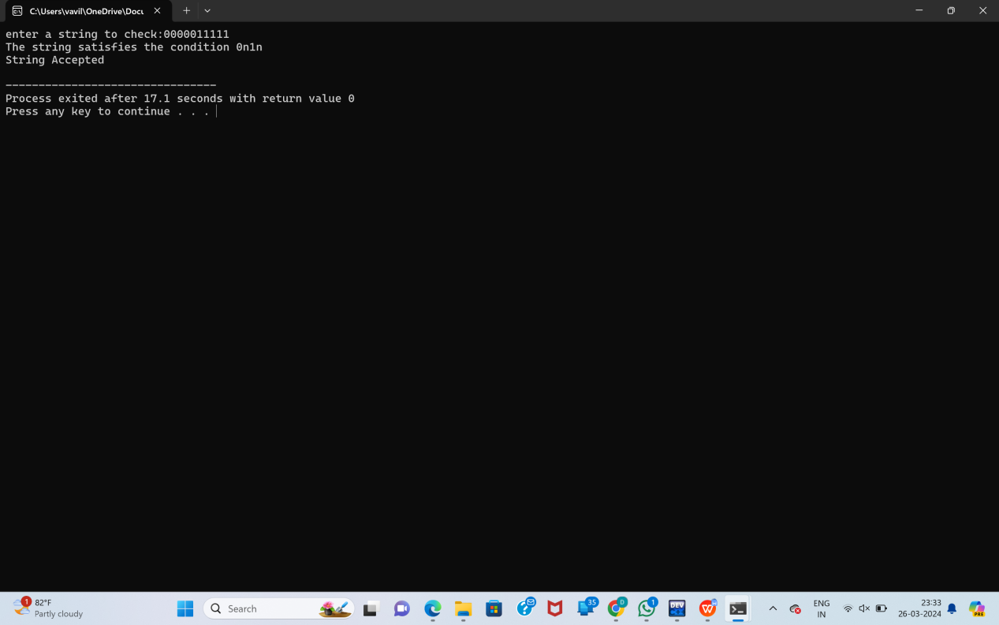 C:\Users\vavil\OneDrive\Docu
enter a string to check:0000011111
The string satisfies the condition 0n1n
String Accepted
--------------------------------
Process exited after 17.1 seconds with return value 0
Press any key to continue . . .
1
82°F
Partly cloudy
Search
35
D
1
DEV
W
ENG
IN
23:33
26-03-2024
PRE